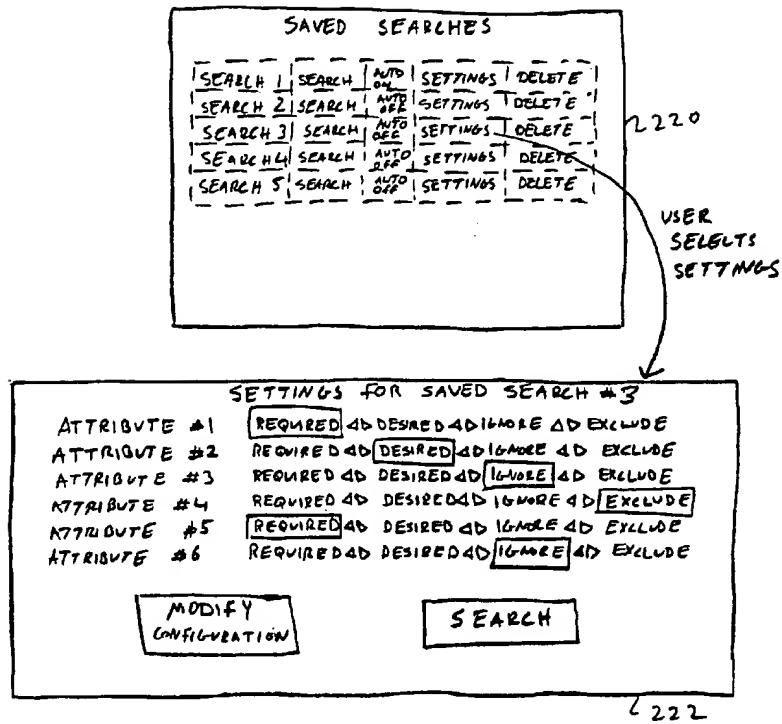 SAVED SEARCHES
SEARCH 1 SEARCH AUTO ON SETTINGS DELETE
SEARCH 2 SEARCH AUTO OFF SETTINGS DELETE
SEARCH 3 SEARCH AUTO OFF SETTINGS DELETE
SEARCH 4 SEARCH AUTO OFF SETTINGS DELETE
SEARCH 5 SEARCH AUTO OFF SETTINGS DELETE
2220
USER
SELECTS
SETTINGS
SETTINGS FOR SAVED SEARCH #3
ATTRIBUTE #1 REQUIRED ◁▷ DESIRED ◁▷ IGNORE ◁▷ EXCLUDE
ATTRIBUTE #2 REQUIRED ◁▷ DESIRED ◁▷ IGNORE ◁▷ EXCLUDE
ATTRIBUTE #3 REQUIRED ◁▷ DESIRED ◁▷ IGNORE ◁▷ EXCLUDE
ATTRIBUTE #4 REQUIRED ◁▷ DESIRED ◁▷ IGNORE ◁▷ EXCLUDE
ATTRIBUTE #5 REQUIRED ◁▷ DESIRED ◁▷ IGNORE ◁▷ EXCLUDE
ATTRIBUTE #6 REQUIRED ◁▷ DESIRED ◁▷ IGNORE ◁▷ EXCLUDE
MODIFY
CONFIGURATION
SEARCH
222